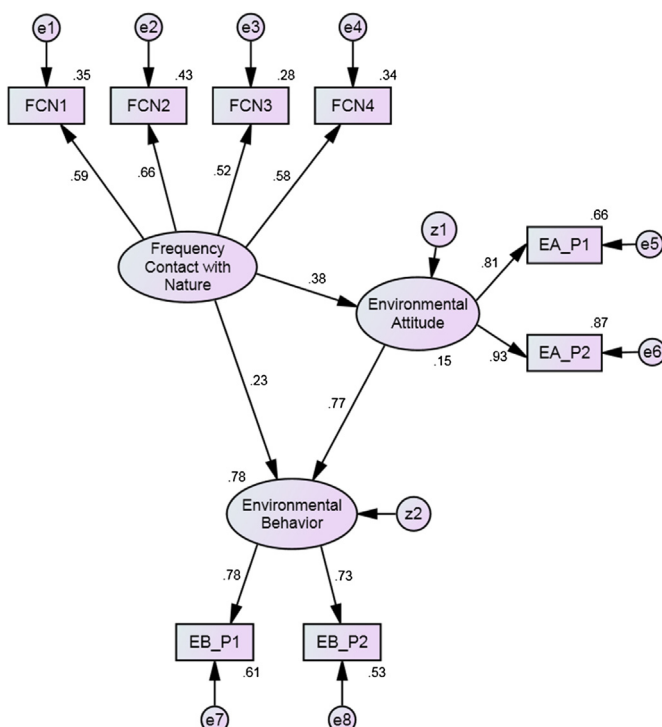 e1 e2 e3 e4
.35 .43 .28 .34
FCN1 FCN2 FCN3 FCN4
.59 .66 .52 .58
Frequency
Contact with
Nature
z1
.66
EA_P1 e5
.81
.38
Environmental
Attitude
.15
.87
EA_P2 e6
.93
.23 .77
.78
Environmental
Behavior
z2
.78 .73
EB_P1 EB_P2
.61 .53
e7 e8